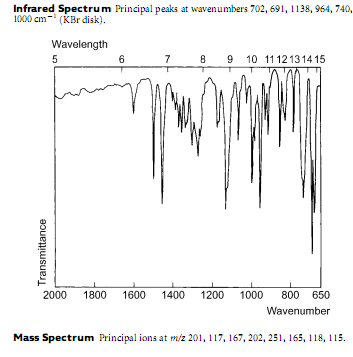 Infrared Spectrum Principal peaks at wavenumbers 702, 691, 1138, 964, 740,
1000 cm⁻¹ (KBr disk).
Wavelength
5 6 7 8 9 10 11 12 13 14 15
Transmittance
2000 1800 1600 1400 1200 1000 800 650
Wavenumber
Mass Spectrum Principal ions at m/z 201, 117, 167, 202, 251, 165, 118, 115.